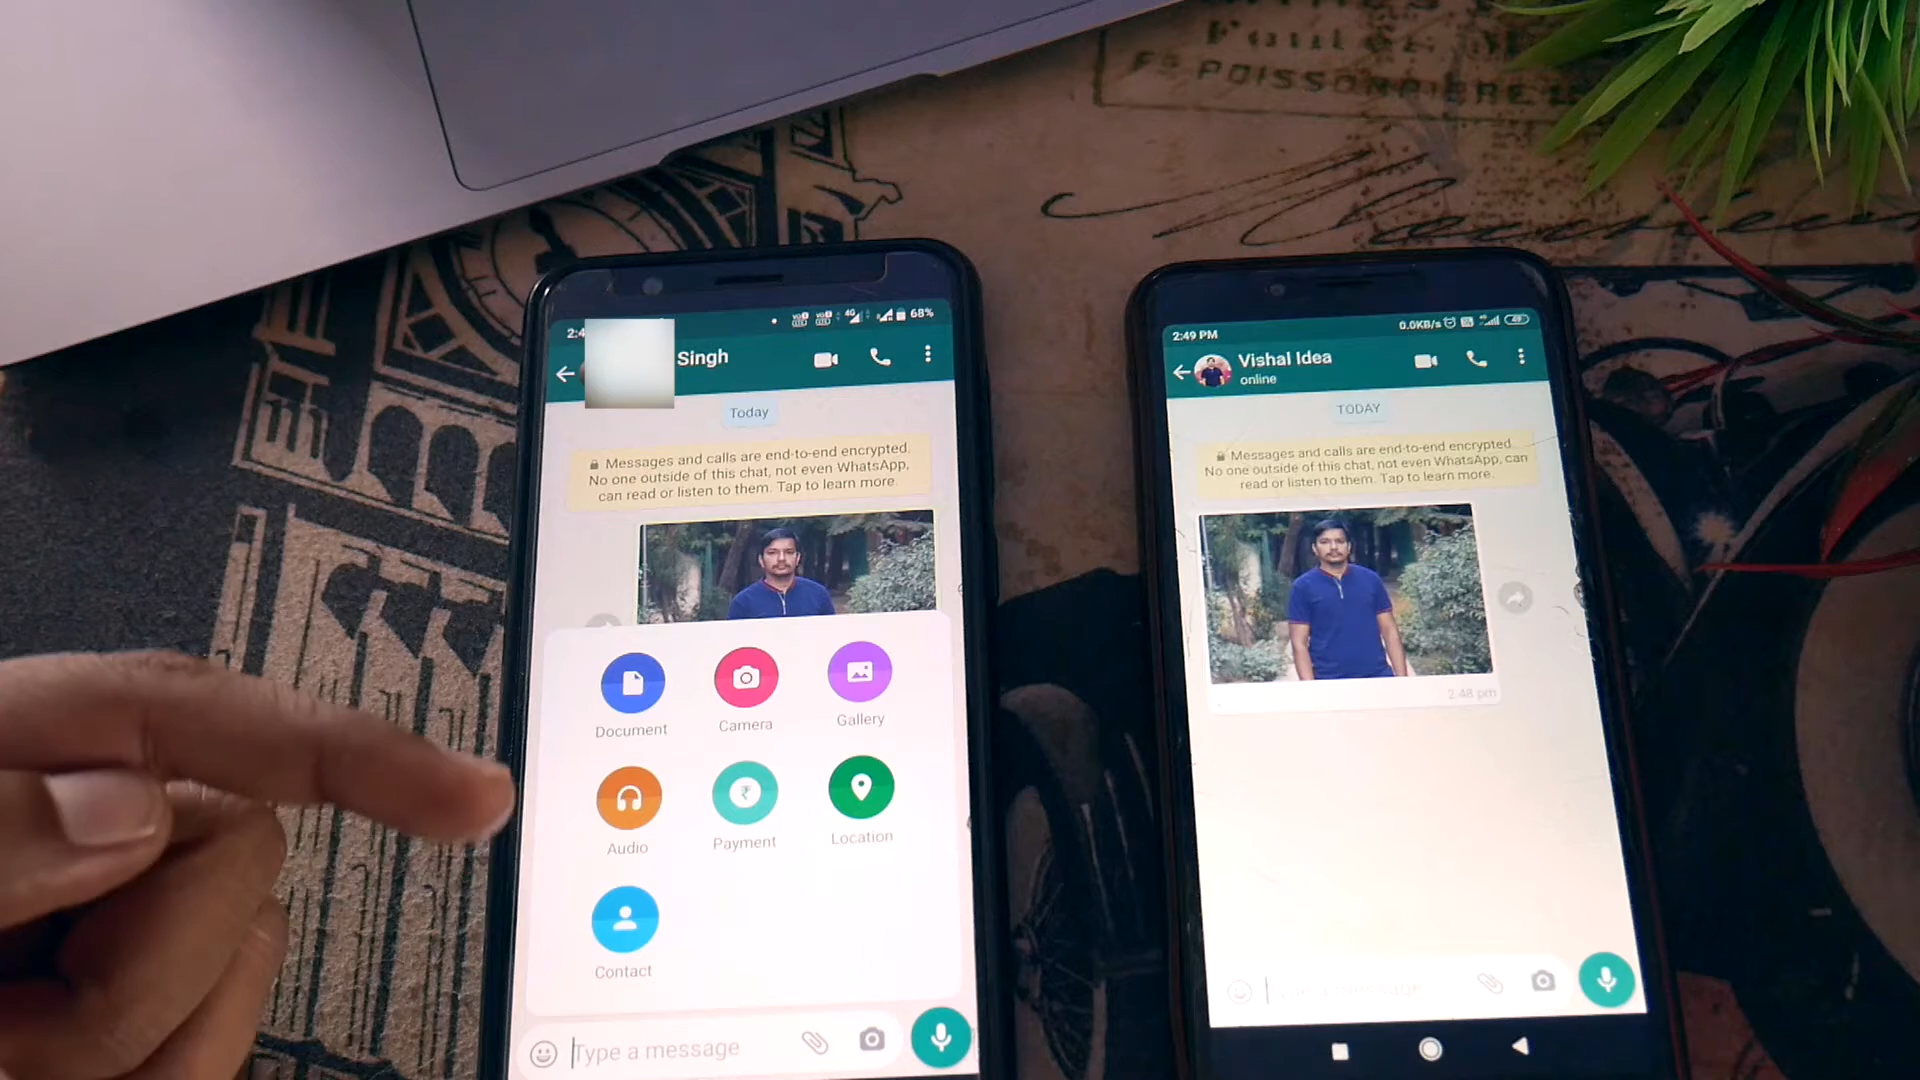 POISSONNIERE
2:4
4G
68%
Singh
Today
Messages and calls are end-to-end encrypted.
No one outside of this chat, not even WhatsApp,
can read or listen to them. Tap to learn more.
Document
Camera
Gallery
Audio
Payment
Location
Contact
Type a message
2:49 PM
0.0KB/s
49
Vishal Idea
online
TODAY
Messages and calls are end-to-end encrypted.
No one outside of this chat, not even WhatsApp, can
read or listen to them. Tap to learn more.
2:48 pm